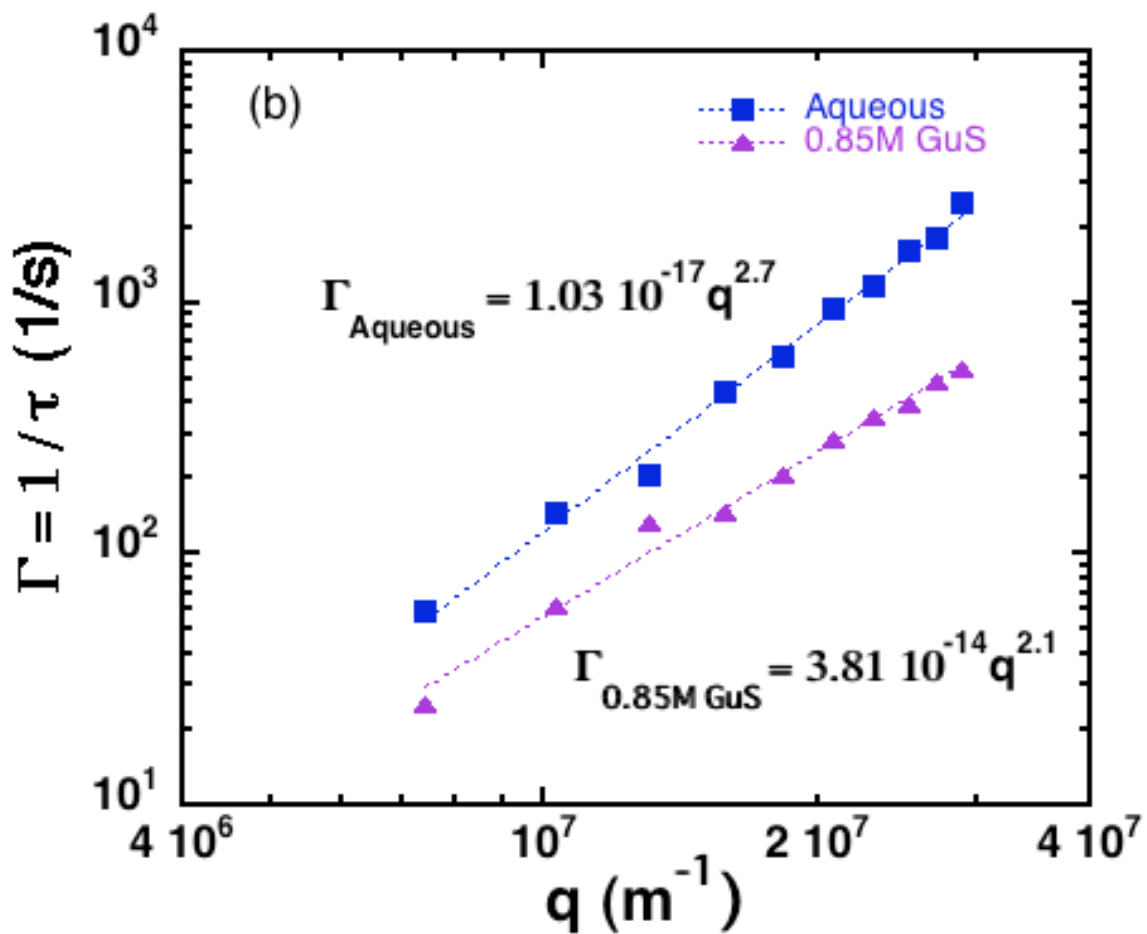 10^4
(b)
Aqueous
0.85M GuS
Γ = 1 / τ (1/s)
10^3
Γ_Aqueous = 1.03 10^-17 q^2.7
10^2
Γ_0.85M GuS = 3.81 10^-14 q^2.1
10^1
4 10^6
10^7
2 10^7
4 10^7
q (m^-1)